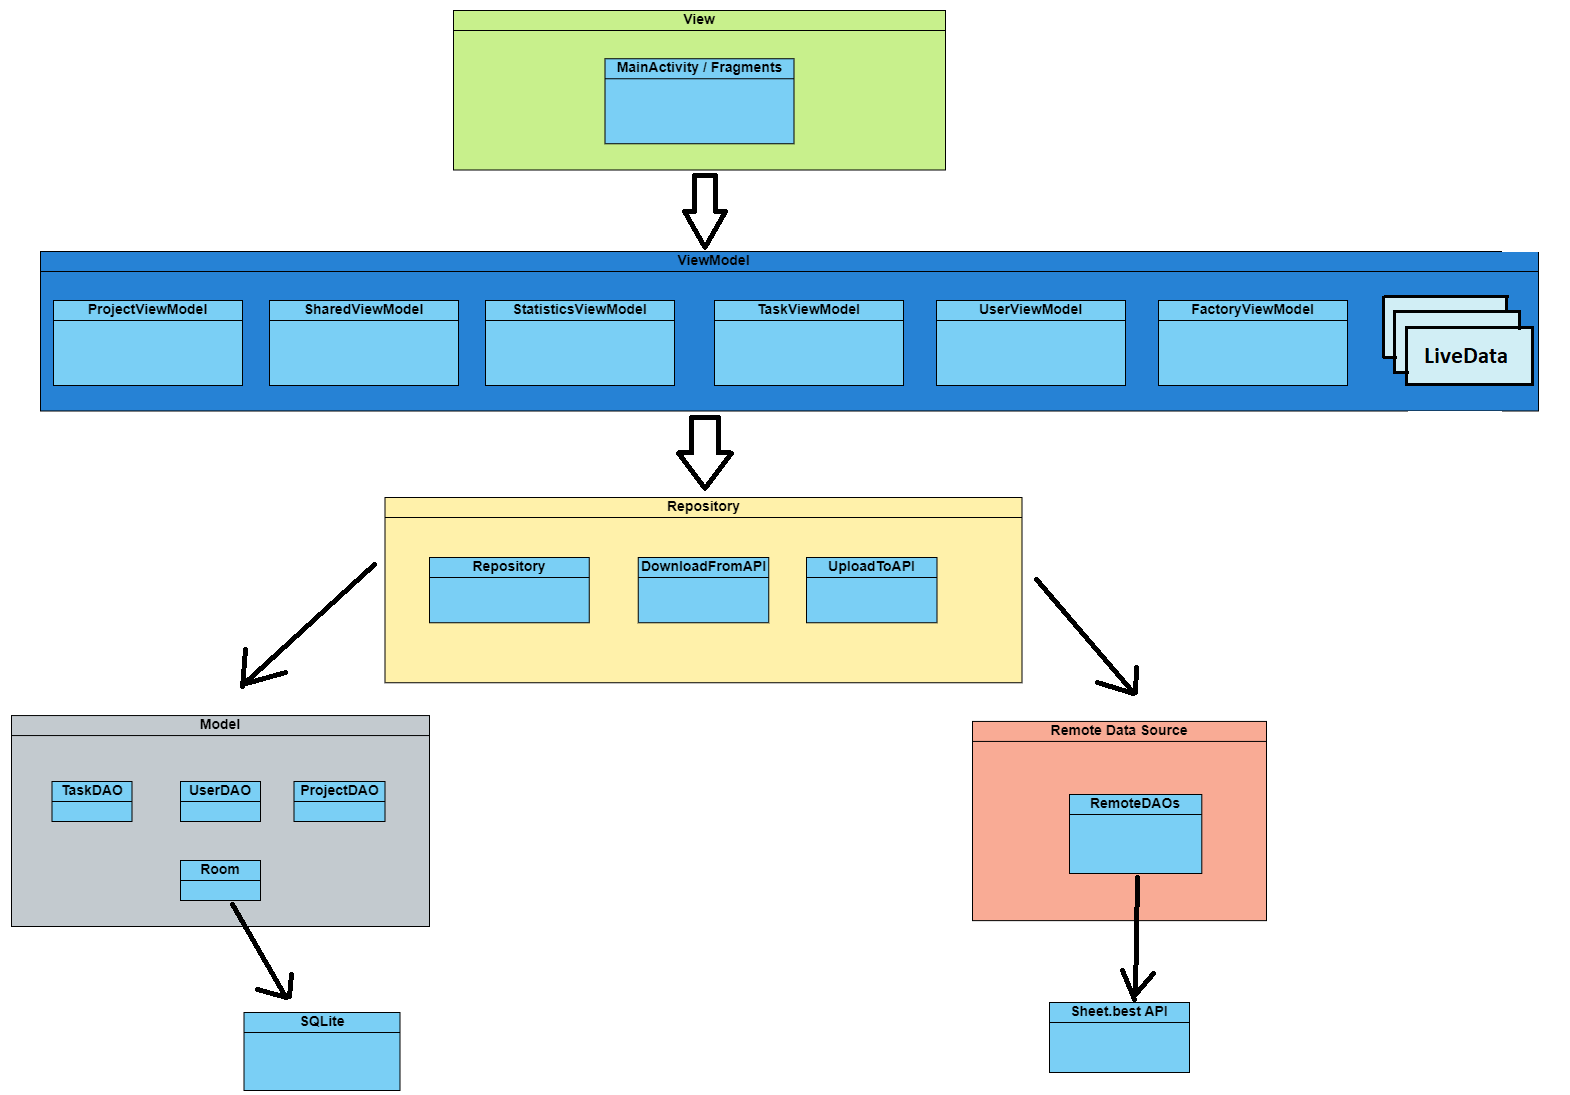 View
MainActivity / Fragments
ViewModel
ProjectViewModel
SharedViewModel
StatisticsViewModel
TaskViewModel
UserViewModel
FactoryViewModel
LiveData
Repository
Repository
DownloadFromAPI
UploadToAPI
Model
TaskDAO
UserDAO
ProjectDAO
Room
Remote Data Source
RemoteDAOs
SQLite
Sheet.best API